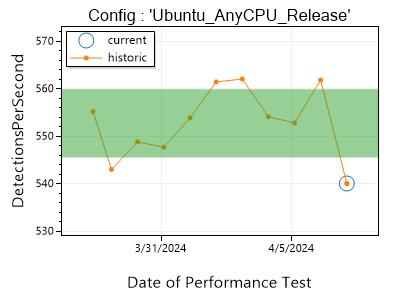 Config : 'Ubuntu_AnyCPU_Release'
current
historic
DetectionsPerSecond
570
560
550
540
530
3/31/2024
4/5/2024
Date of Performance Test